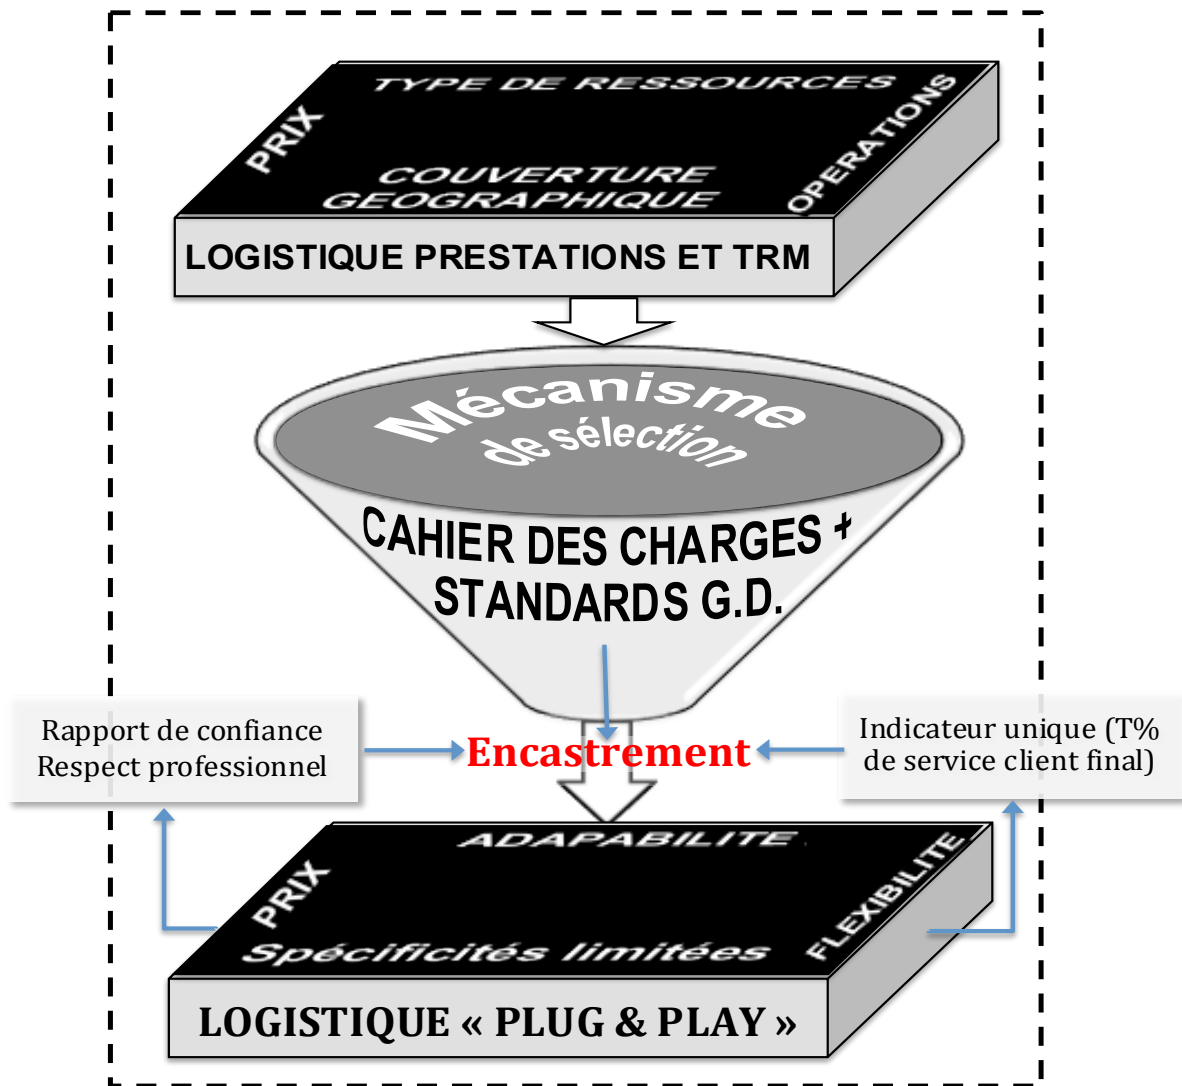 TYPE DE RESSOURCES
PRIX
OPERATIONS
COUVERTURE
GEOGRAPHIQUE
LOGISTIQUE PRESTATIONS ET TRM
Mécanisme
de sélection
CAHIER DES CHARGES +
STANDARDS G.D.
Rapport de confiance
Respect professionnel
Encastrement
Indicateur unique (T%
de service client final)
ADAPABILITE
PRIX
FLEXIBILITE
Spécificités limitées
LOGISTIQUE « PLUG & PLAY »